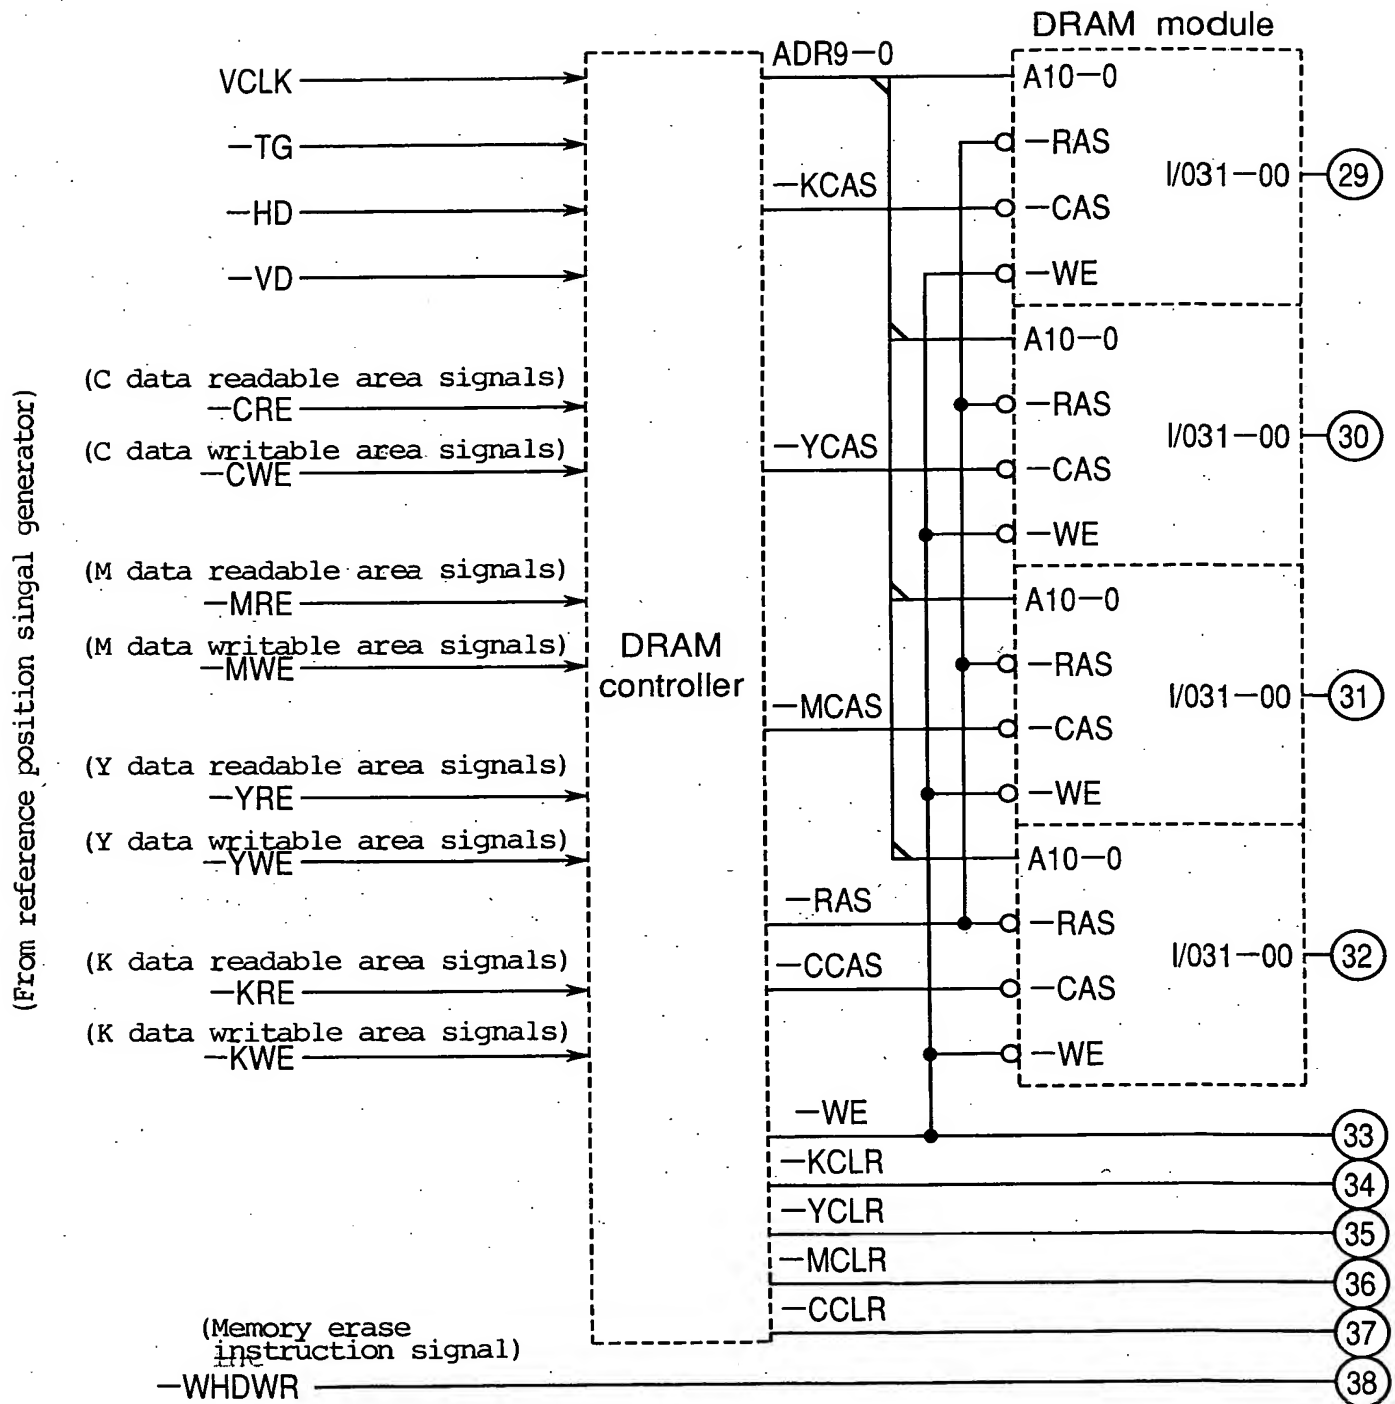 DRAM module
ADR9-0
VCLK
-TG
-HD
-VD
(C data readable area signals)
-CRE
(C data writable area signals)
-CWE
(M data readable area signals)
-MRE
(M data writable area signals)
-MWE
(Y data readable area signals)
-YRE
(Y data writable area signals)
-YWE
(K data readable area signals)
-KRE
(K data writable area signals)
-KWE
(From reference position singal generator)
(Memory erase
instruction signal)
-WHDWR
DRAM
controller
-KCAS
-YCAS
-MCAS
-RAS
-CCAS
-WE
-KCLR
-YCLR
-MCLR
-CCLR
A10-0
-RAS
I/031-00
29
-CAS
-WE
A10-0
-RAS
I/031-00
30
-CAS
-WE
A10-0
-RAS
I/031-00
31
-CAS
-WE
A10-0
-RAS
I/031-00
32
-CAS
-WE
33
34
35
36
37
38